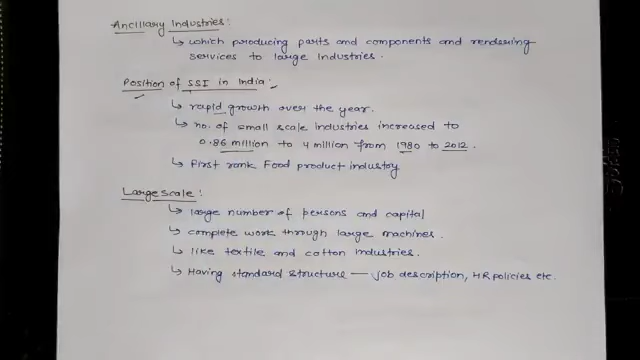 Ancillary Industries:
↳ which producing parts and components and rendering
services to large industries.
Position of SSI in India:
↳ rapid growth over the year.
↳ no. of small scale industries increased to
0.86 million to 4 million from 1980 to 2012.
↳ First rank Food product industry
Large scale:
↳ large number of persons and capital
↳ complete work through large machines.
↳ like textile and cotton industries.
↳ Having standard structure — job description, HR policies etc.